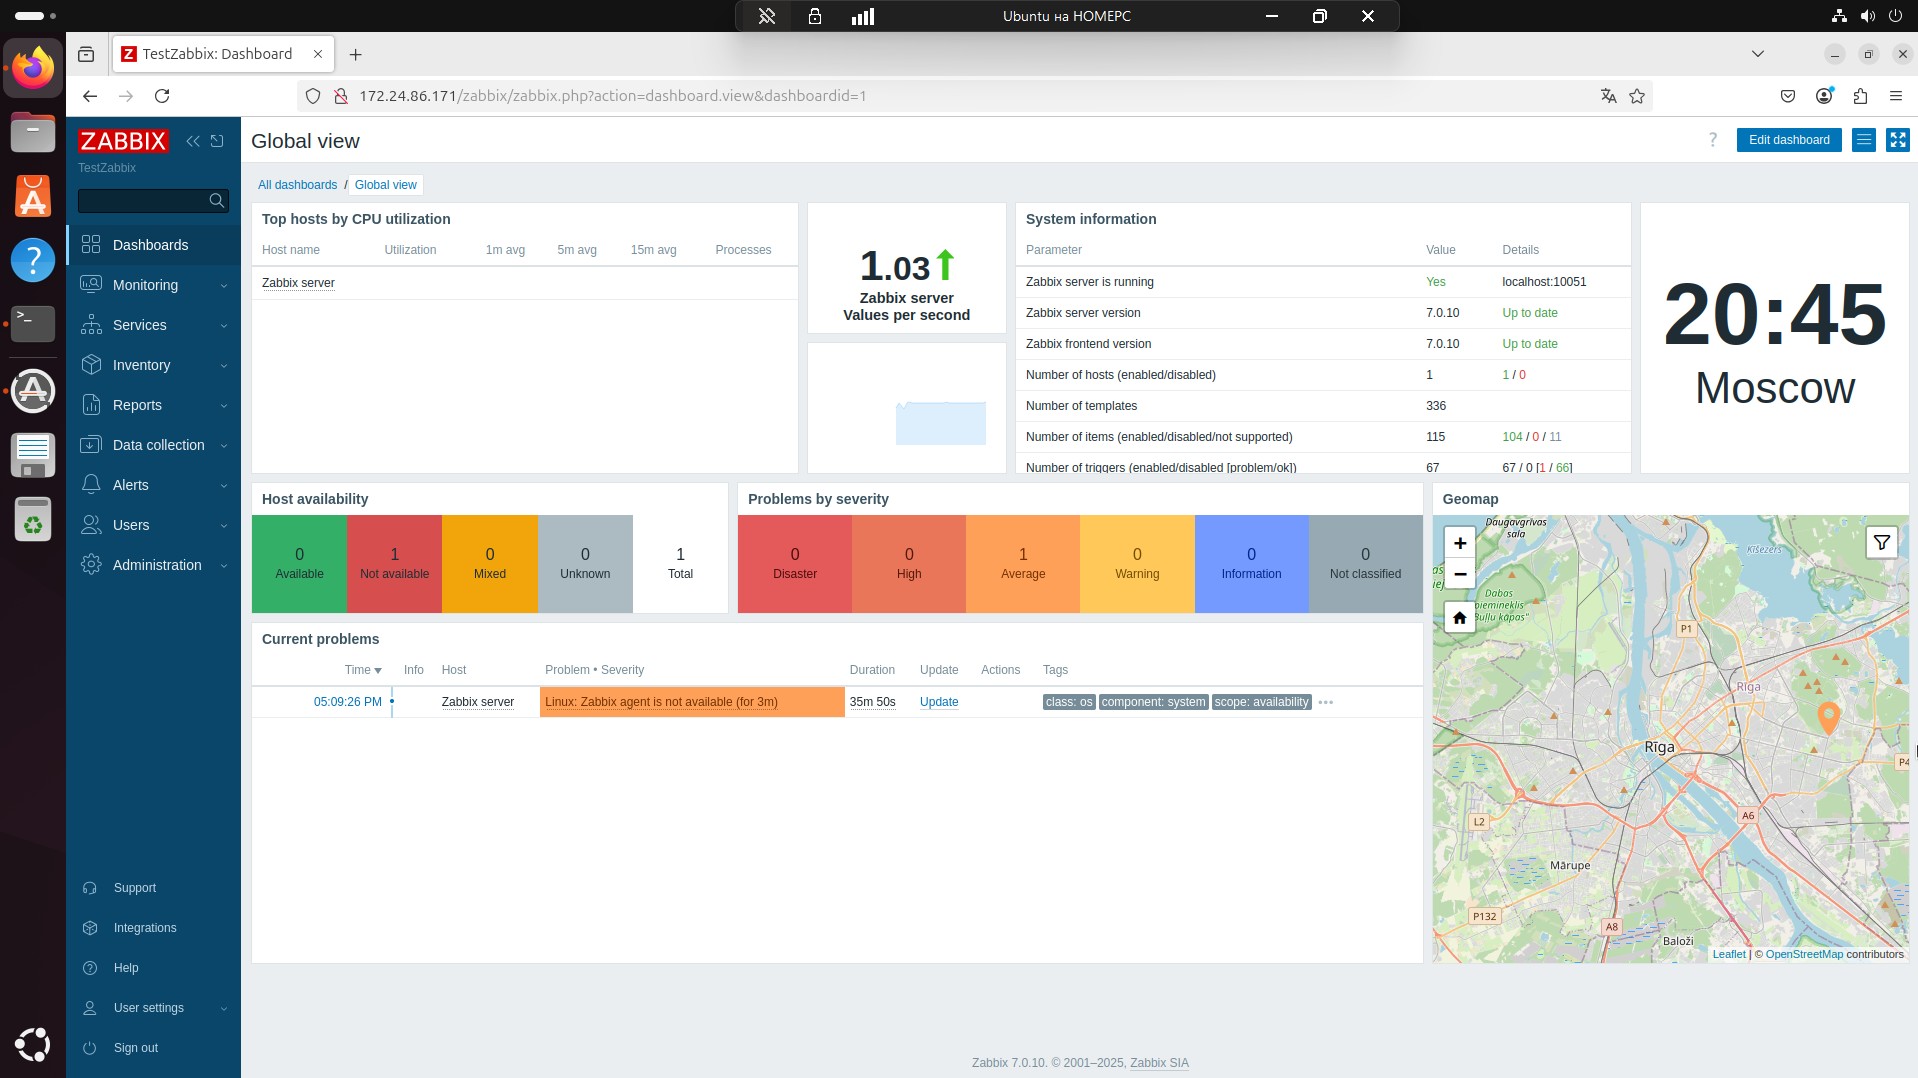 Ubuntu на HOMEPC
TestZabbix: Dashboard
172.24.86.171/zabbix/zabbix.php?action=dashboard.view&dashboardid=1
ZABBIX
TestZabbix
Dashboards
Monitoring
Services
Inventory
Reports
Data collection
Alerts
Users
Administration
Support
Integrations
Help
User settings
Sign out
Global view
? Edit dashboard
All dashboards / Global view
Top hosts by CPU utilization
Host name Utilization 1m avg 5m avg 15m avg Processes
Zabbix server
1.03
Zabbix server
Values per second
System information
Parameter Value Details
Zabbix server is running Yes localhost:10051
Zabbix server version 7.0.10 Up to date
Zabbix frontend version 7.0.10 Up to date
Number of hosts (enabled/disabled) 1 1 / 0
Number of templates 336
Number of items (enabled/disabled/not supported) 115 104 / 0 / 11
Number of triggers (enabled/disabled [problem/ok]) 67 67 / 0 [1 / 66]
20:45
Moscow
Host availability
0 Available
1 Not available
0 Mixed
0 Unknown
1 Total
Problems by severity
0 Disaster
0 High
1 Average
0 Warning
0 Information
0 Not classified
Current problems
Time Info Host Problem • Severity Duration Update Actions Tags
05:09:26 PM Zabbix server Linux: Zabbix agent is not available (for 3m) 35m 50s Update class: os component: system scope: availability •••
Geomap
Daugavgrīvas
sala
Ķīšezers
+
−
Dabas
"Buļļu kāpas"
P1
Rīga
Rīga
P4
A6
L2
Mārupe
P132
A8
Baloži
Leaflet | © OpenStreetMap contributors
Zabbix 7.0.10. © 2001–2025, Zabbix SIA